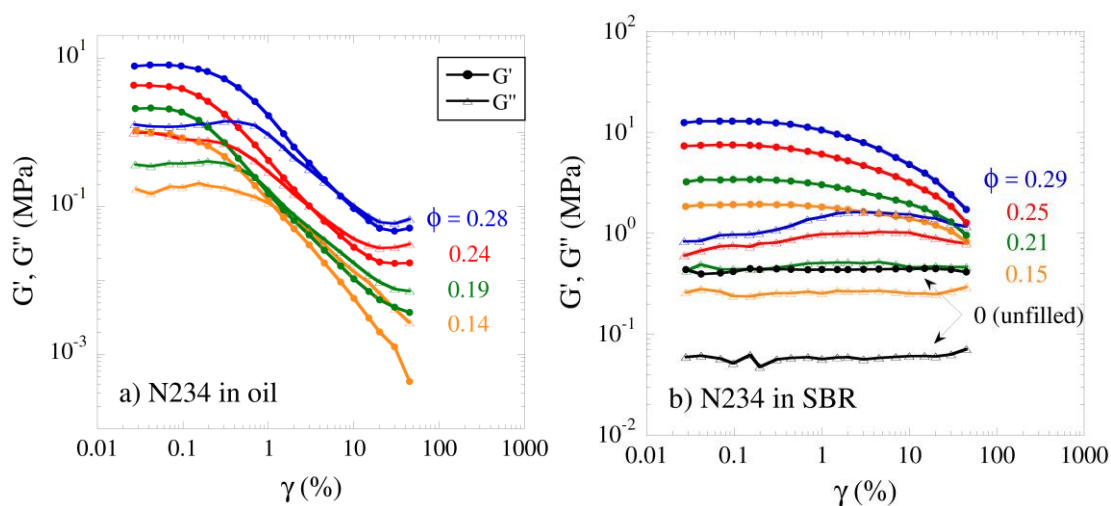 G', G" (MPa)
10¹
10⁻¹
10⁻³
G'
G"
ϕ = 0.28
0.24
0.19
0.14
a) N234 in oil
0.01 0.1 1 10 100 1000
γ (%)
G', G" (MPa)
10²
10¹
10⁰
10⁻¹
10⁻²
ϕ = 0.29
0.25
0.21
0.15
0 (unfilled)
b) N234 in SBR
0.01 0.1 1 10 100 1000
γ (%)